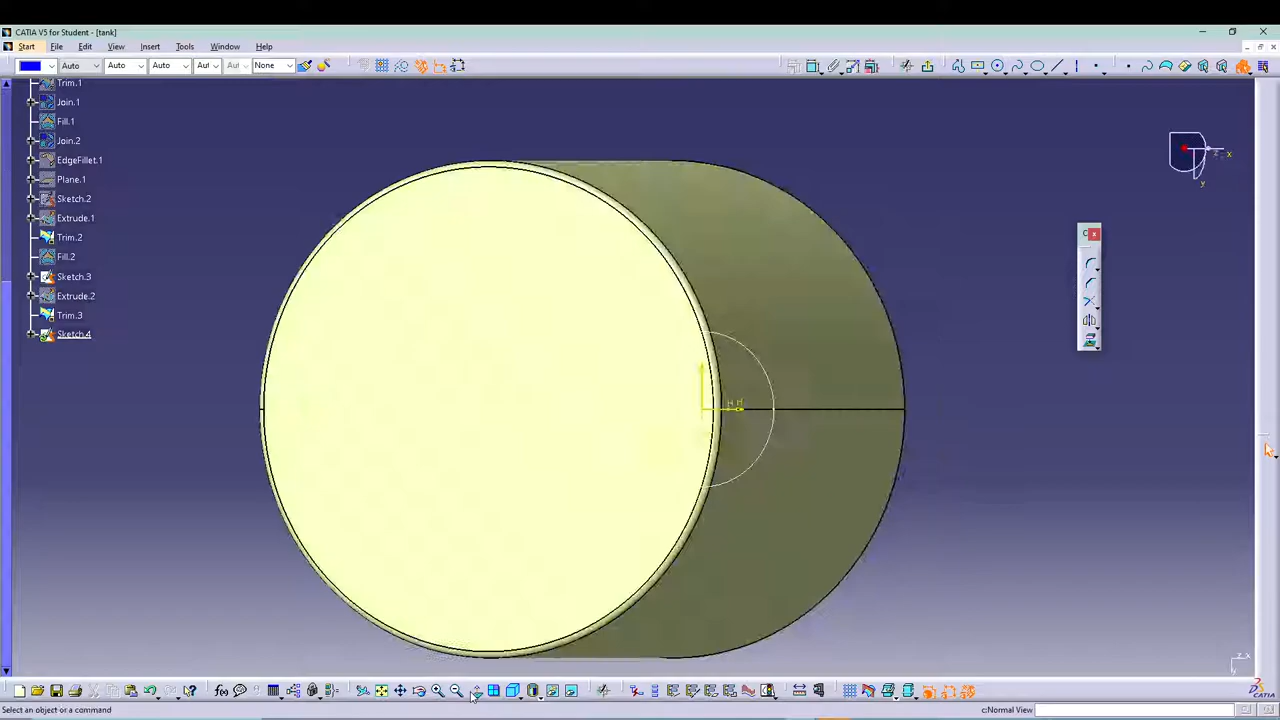 CATIA V5 for Student - [tank]
Start File Edit View Insert Tools Window Help
Auto Auto Auto Aut Aut None
Trim.1
Join.1
Fill.1
Join.2
EdgeFillet.1
Plane.1
Sketch.2
Extrude.1
Trim.2
Fill.2
Sketch.3
Extrude.2
Trim.3
Sketch.4
z x
y
H H
z x
y
Select an object or a command
c:Normal View